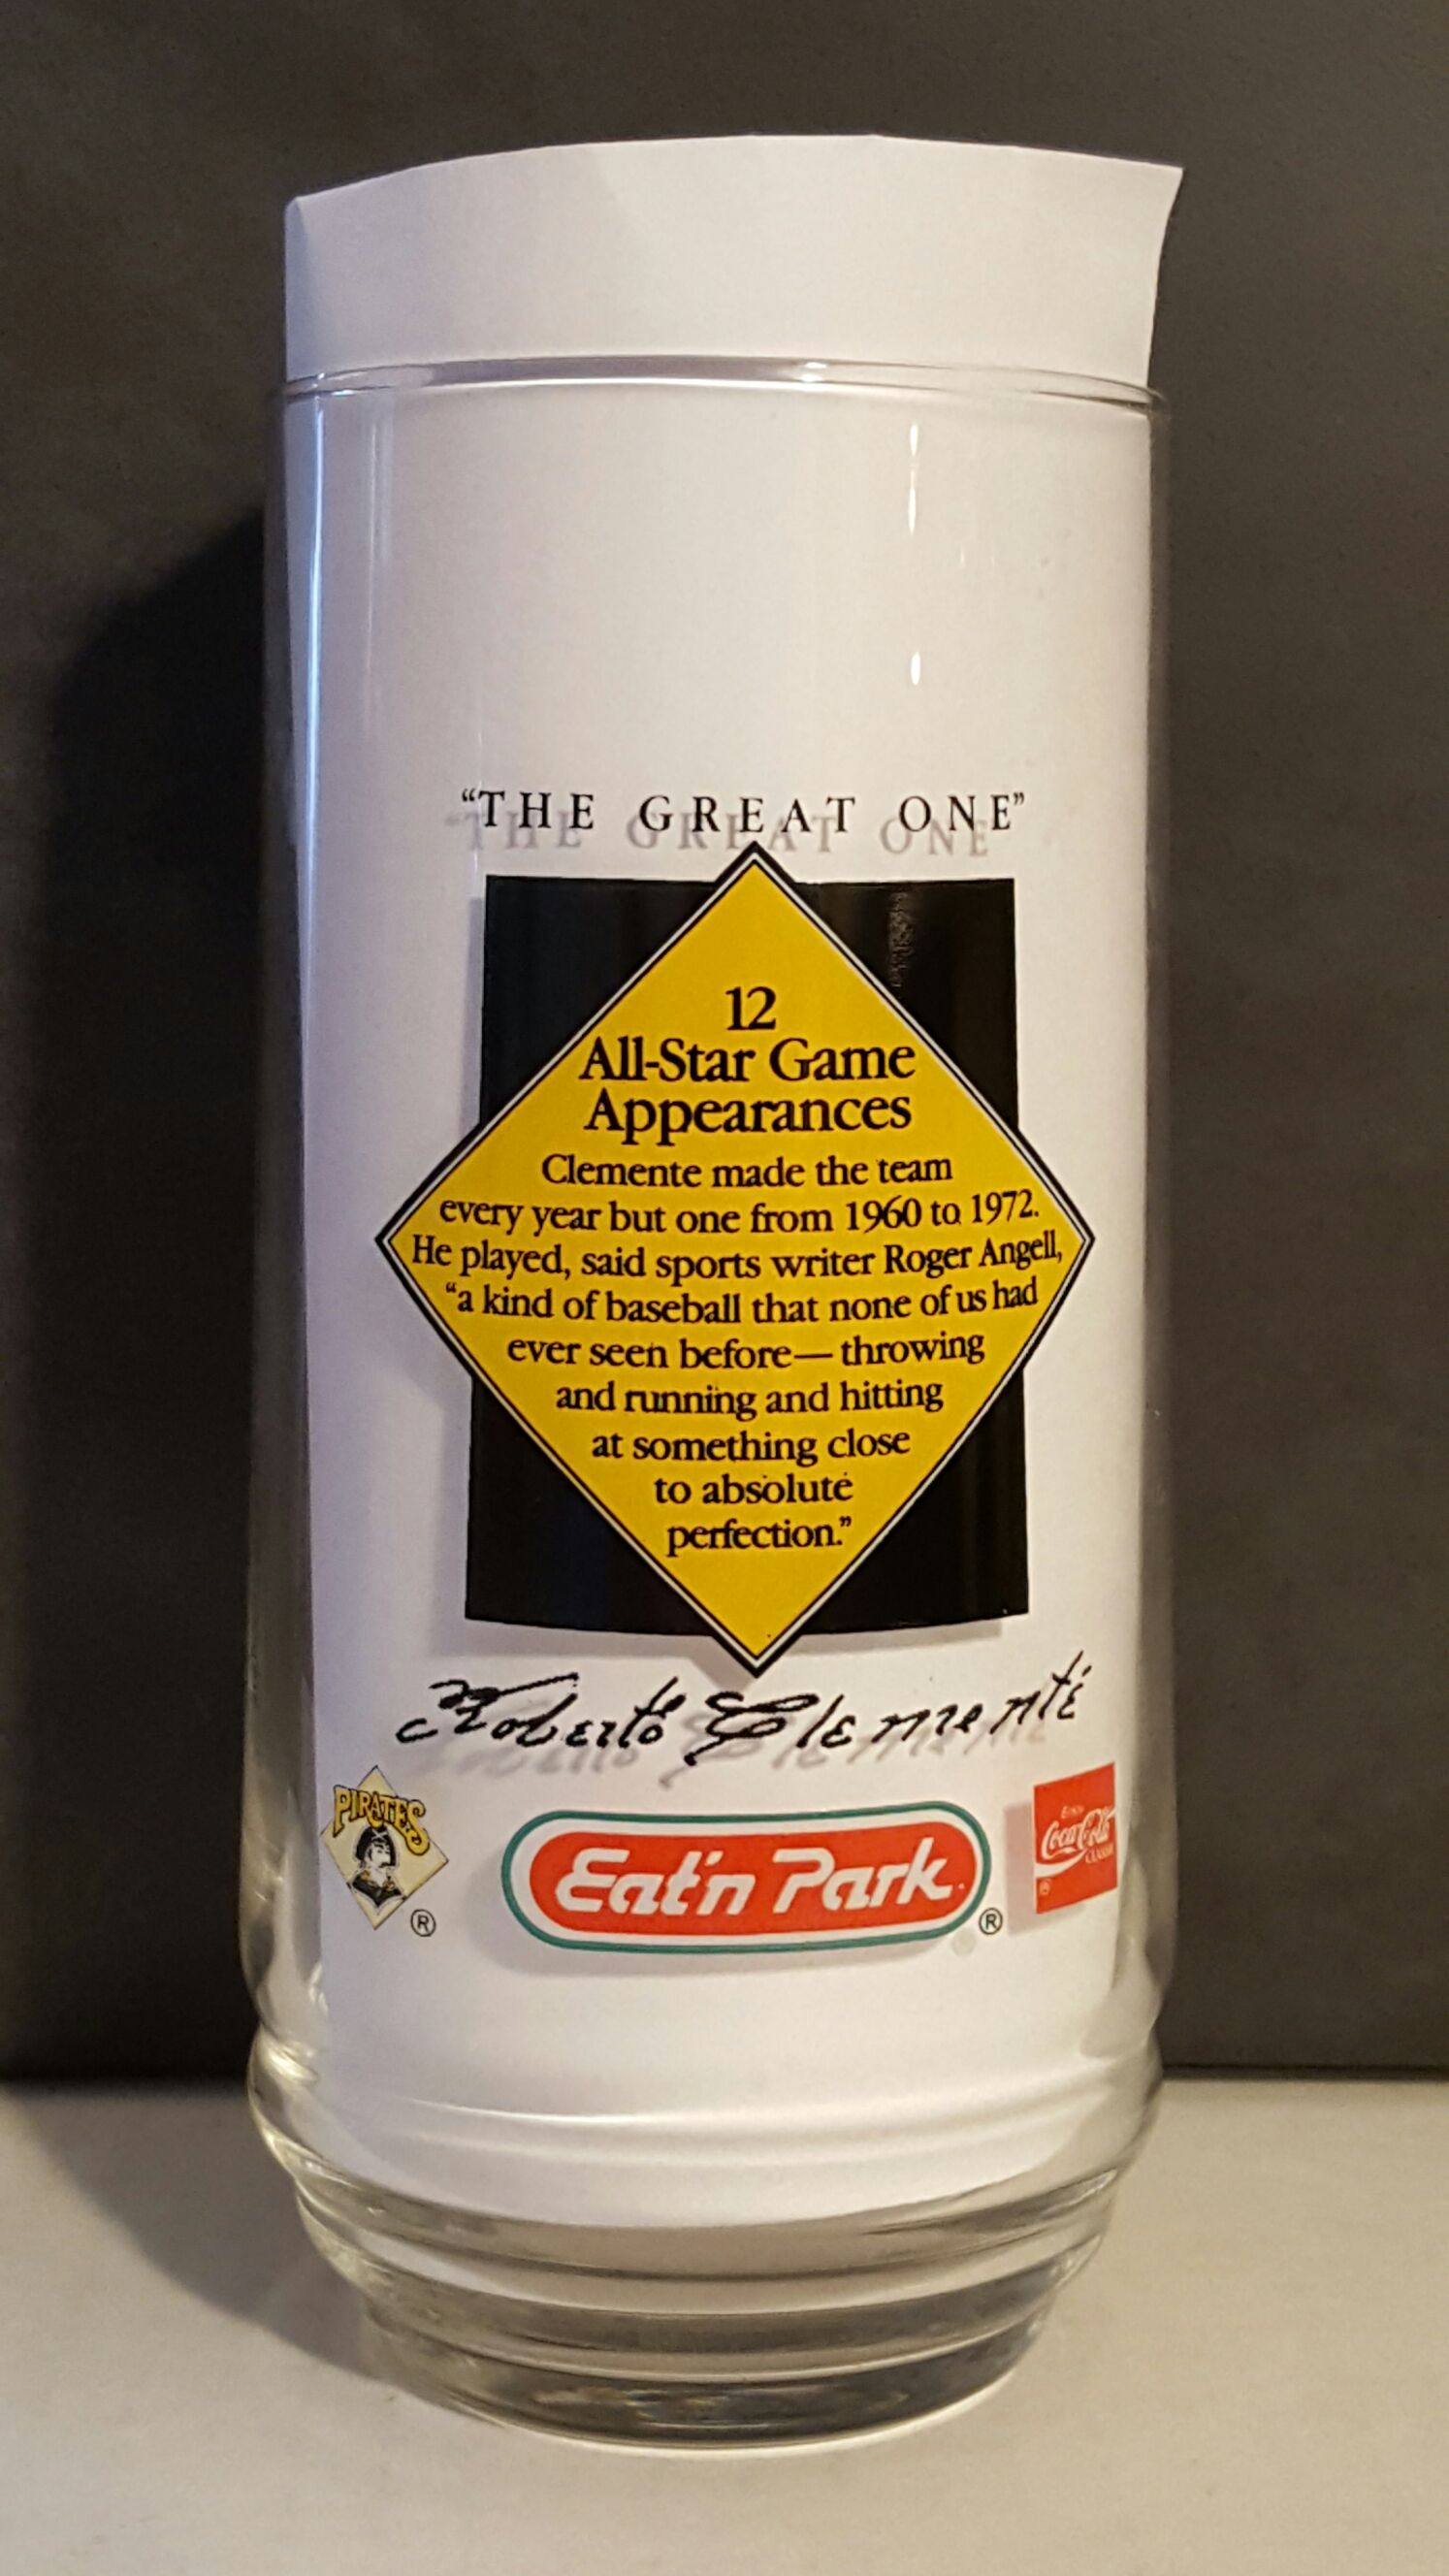 “THE GREAT ONE”
12
All-Star Game
Appearances
Clemente made the team
every year but one from 1960 to 1972.
He played, said sports writer Roger Angell,
“a kind of baseball that none of us had
ever seen before— throwing
and running and hitting
at something close
to absolute
perfection.”
Roberto Clemente
PIRATES
®
Eat'n Park
®
Enjoy
Coca-Cola
CLASSIC
®